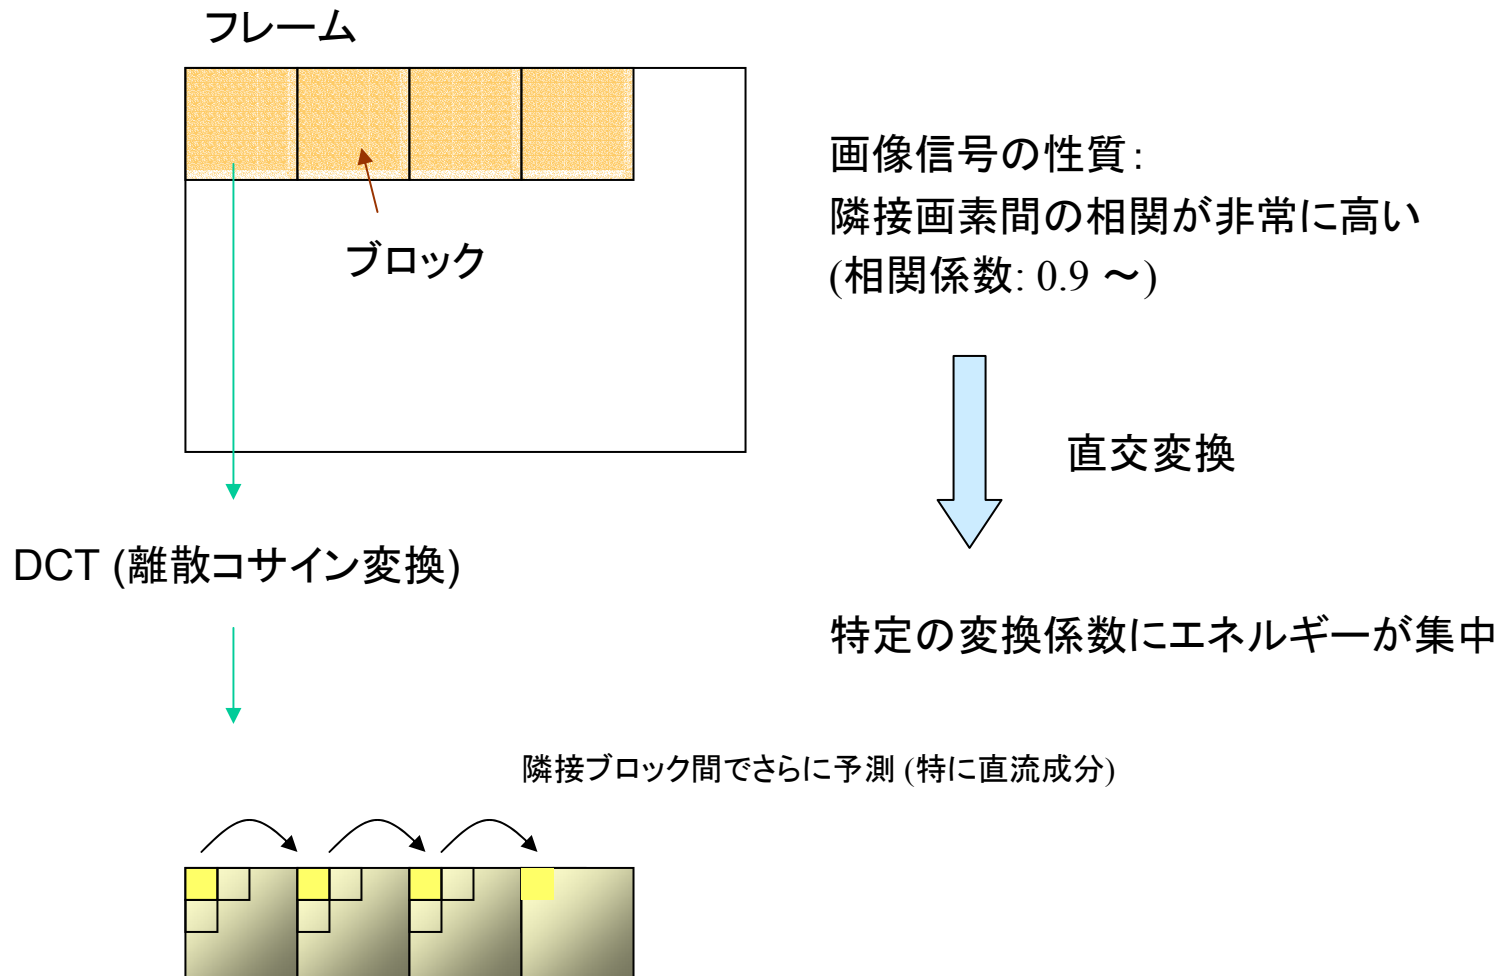 フレーム
ブロック
画像信号の性質:
隣接画素間の相関が非常に高い
(相関係数: 0.9 ～)
直交変換
DCT (離散コサイン変換)
特定の変換係数にエネルギーが集中
隣接ブロック間でさらに予測 (特に直流成分)